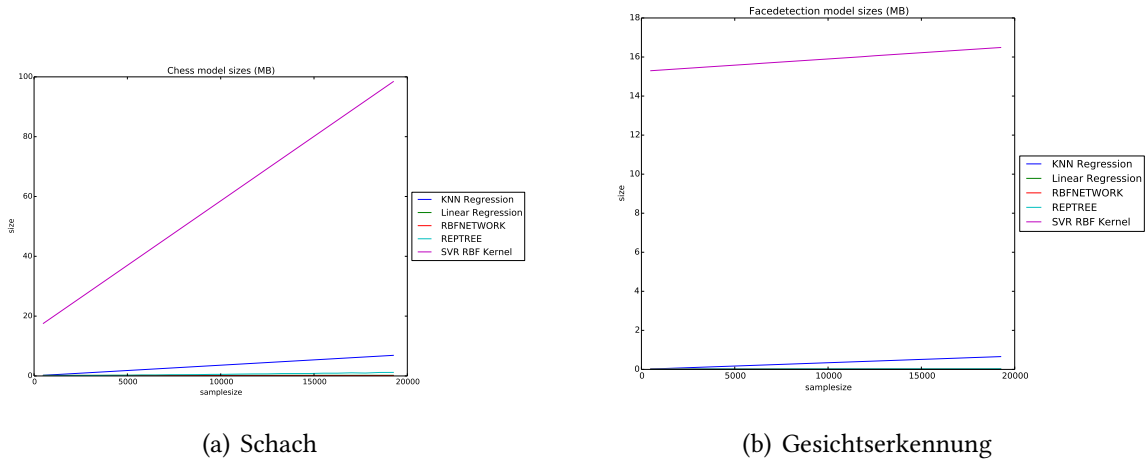 Chess model sizes (MB)
100
80
60
40
20
0
size
0 5000 10000 15000 20000
samplesize
KNN Regression
Linear Regression
RBFNETWORK
REPTREE
SVR RBF Kernel
(a) Schach
Facedetection model sizes (MB)
18
16
14
12
10
8
6
4
2
0
size
0 5000 10000 15000 20000
samplesize
KNN Regression
Linear Regression
RBFNETWORK
REPTREE
SVR RBF Kernel
(b) Gesichtserkennung